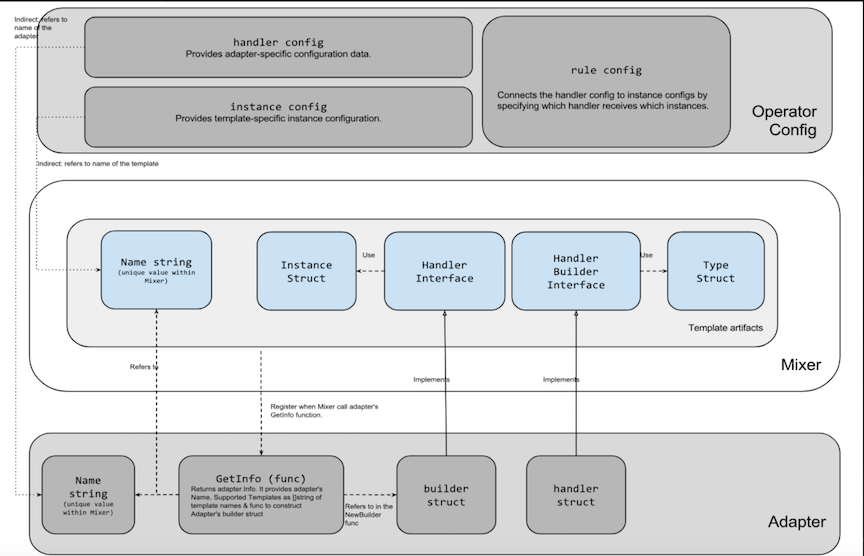 Indirect: refers to
name of the
adapter
handler config
Provides adapter-specific configuration data.
instance config
Provides template-specific instance configuration.
rule config
Connects the handler config to instance configs by
specifying which handler receives which instances.
Operator
Config
Indirect: refers to name of the template
Name string
(unique value within
Mixer)
Instance
Struct
Use
Handler
Interface
Handler
Builder
Interface
Use
Type
Struct
Template artifacts
Mixer
Refers to
Implements
Implements
Register when Mixer call adapter's
GetInfo function.
Name
string
(unique value
within Mixer)
GetInfo (func)
Returns adapter.Info. It provides adapter's
Name, Supported Templates as []string of
template names & func to construct
Adapter's builder struct
Refers to in the
NewBuilder
func
builder
struct
handler
struct
Adapter